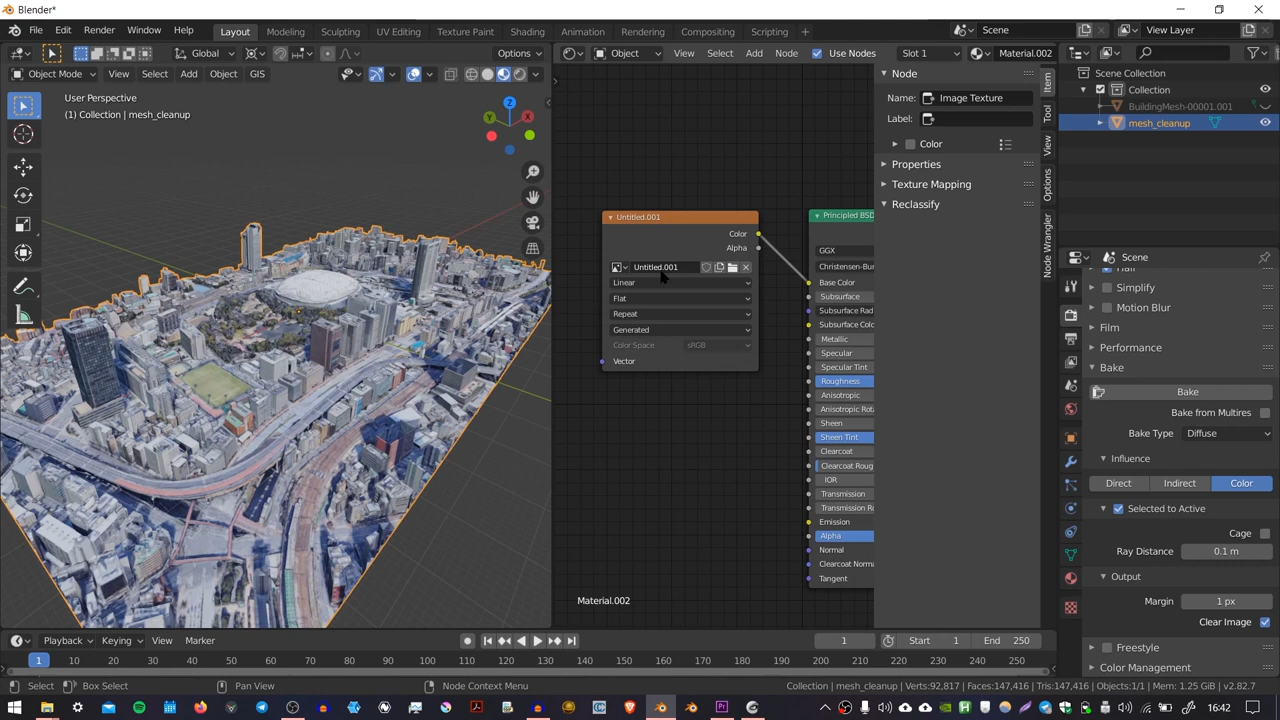 Blender*
File Edit Render Window Help Layout Modeling Sculpting UV Editing Texture Paint Shading Animation Rendering Compositing Scripting + Scene View Layer
Global Options Object View Select Add Node Use Nodes Slot 1 Material.002
Object Mode View Select Add Object GIS
User Perspective
(1) Collection | mesh_cleanup
Z
Y
X
Untitled.001
Color
Alpha
Untitled.001
Linear
Flat
Repeat
Generated
Color Space sRGB
Vector
Principled BSD
GGX
Christensen-Bur
Base Color
Subsurface
Subsurface Rad
Subsurface Colo
Metallic
Specular
Specular Tint
Roughness
Anisotropic
Anisotropic Rota
Sheen
Sheen Tint
Clearcoat
Clearcoat Roug
IOR
Transmission
Transmission Ro
Emission
Alpha
Normal
Clearcoat Norma
Tangent
Material.002
Node
Name: Image Texture
Label:
Color
Properties
Texture Mapping
Reclassify
Item
Tool
View
Options
Node Wrangler
Scene Collection
Collection
BuildingMesh-00001.001
mesh_cleanup
Scene
Hair
Simplify
Motion Blur
Film
Performance
Bake
Bake
Bake from Multires
Bake Type Diffuse
Influence
Direct Indirect Color
Selected to Active
Cage
Ray Distance 0.1 m
Output
Margin 1 px
Clear Image
Freestyle
Color Management
Playback Keying View Marker 1 Start 1 End 250
1 10 20 30 40 50 60 70 80 90 100 110 120 130 140 150 160 170 180 190 200 210 220 230 240 250
Select Box Select Pan View Node Context Menu Collection | mesh_cleanup | Verts:92,817 | Faces:147,416 | Tris:147,416 | Objects:1/1 | Mem: 1.25 GiB | v2.82.7
16:42